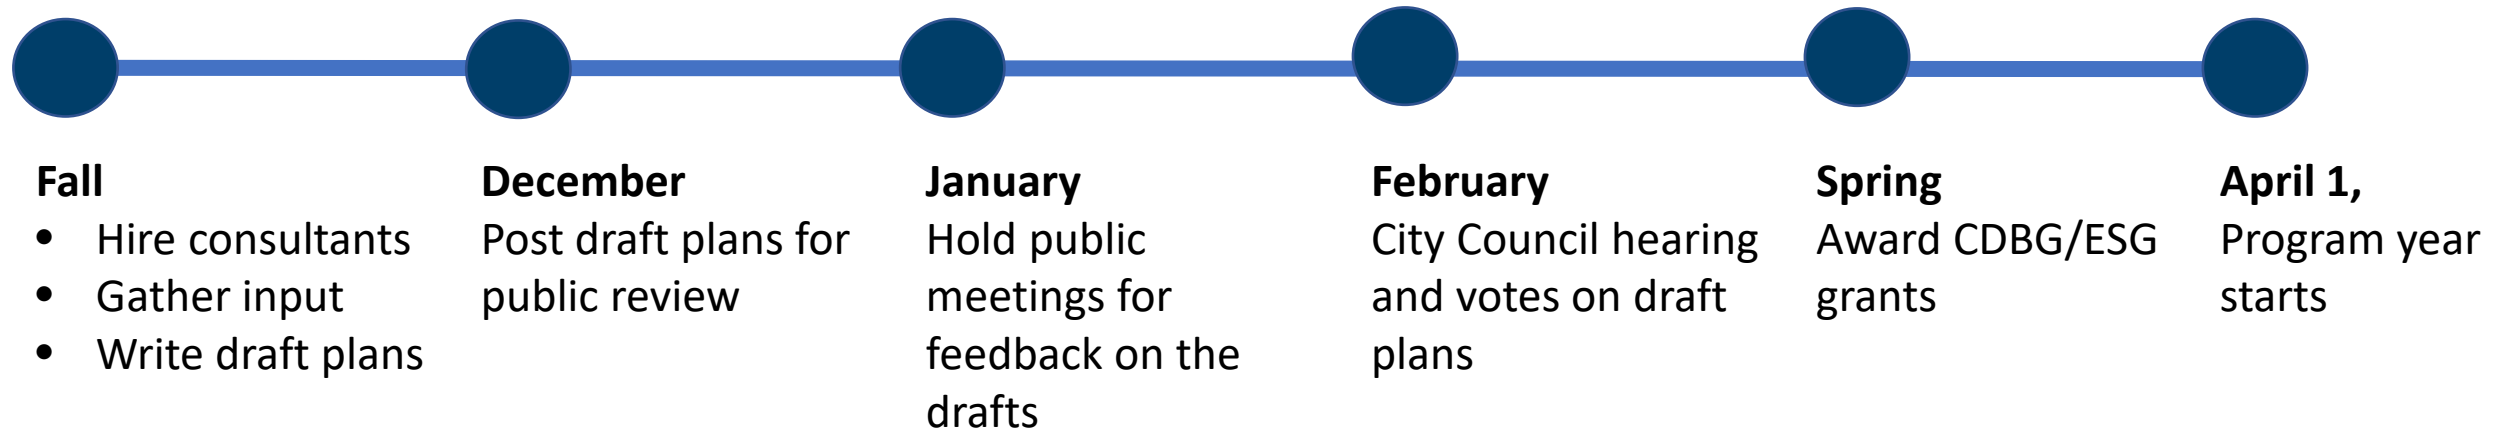 Fall
• Hire consultants
• Gather input
• Write draft plans
December
Post draft plans for
public review
January
Hold public
meetings for
feedback on the
drafts
February
City Council hearing
and votes on draft
plans
Spring
Award CDBG/ESG
grants
April 1,
Program year
starts